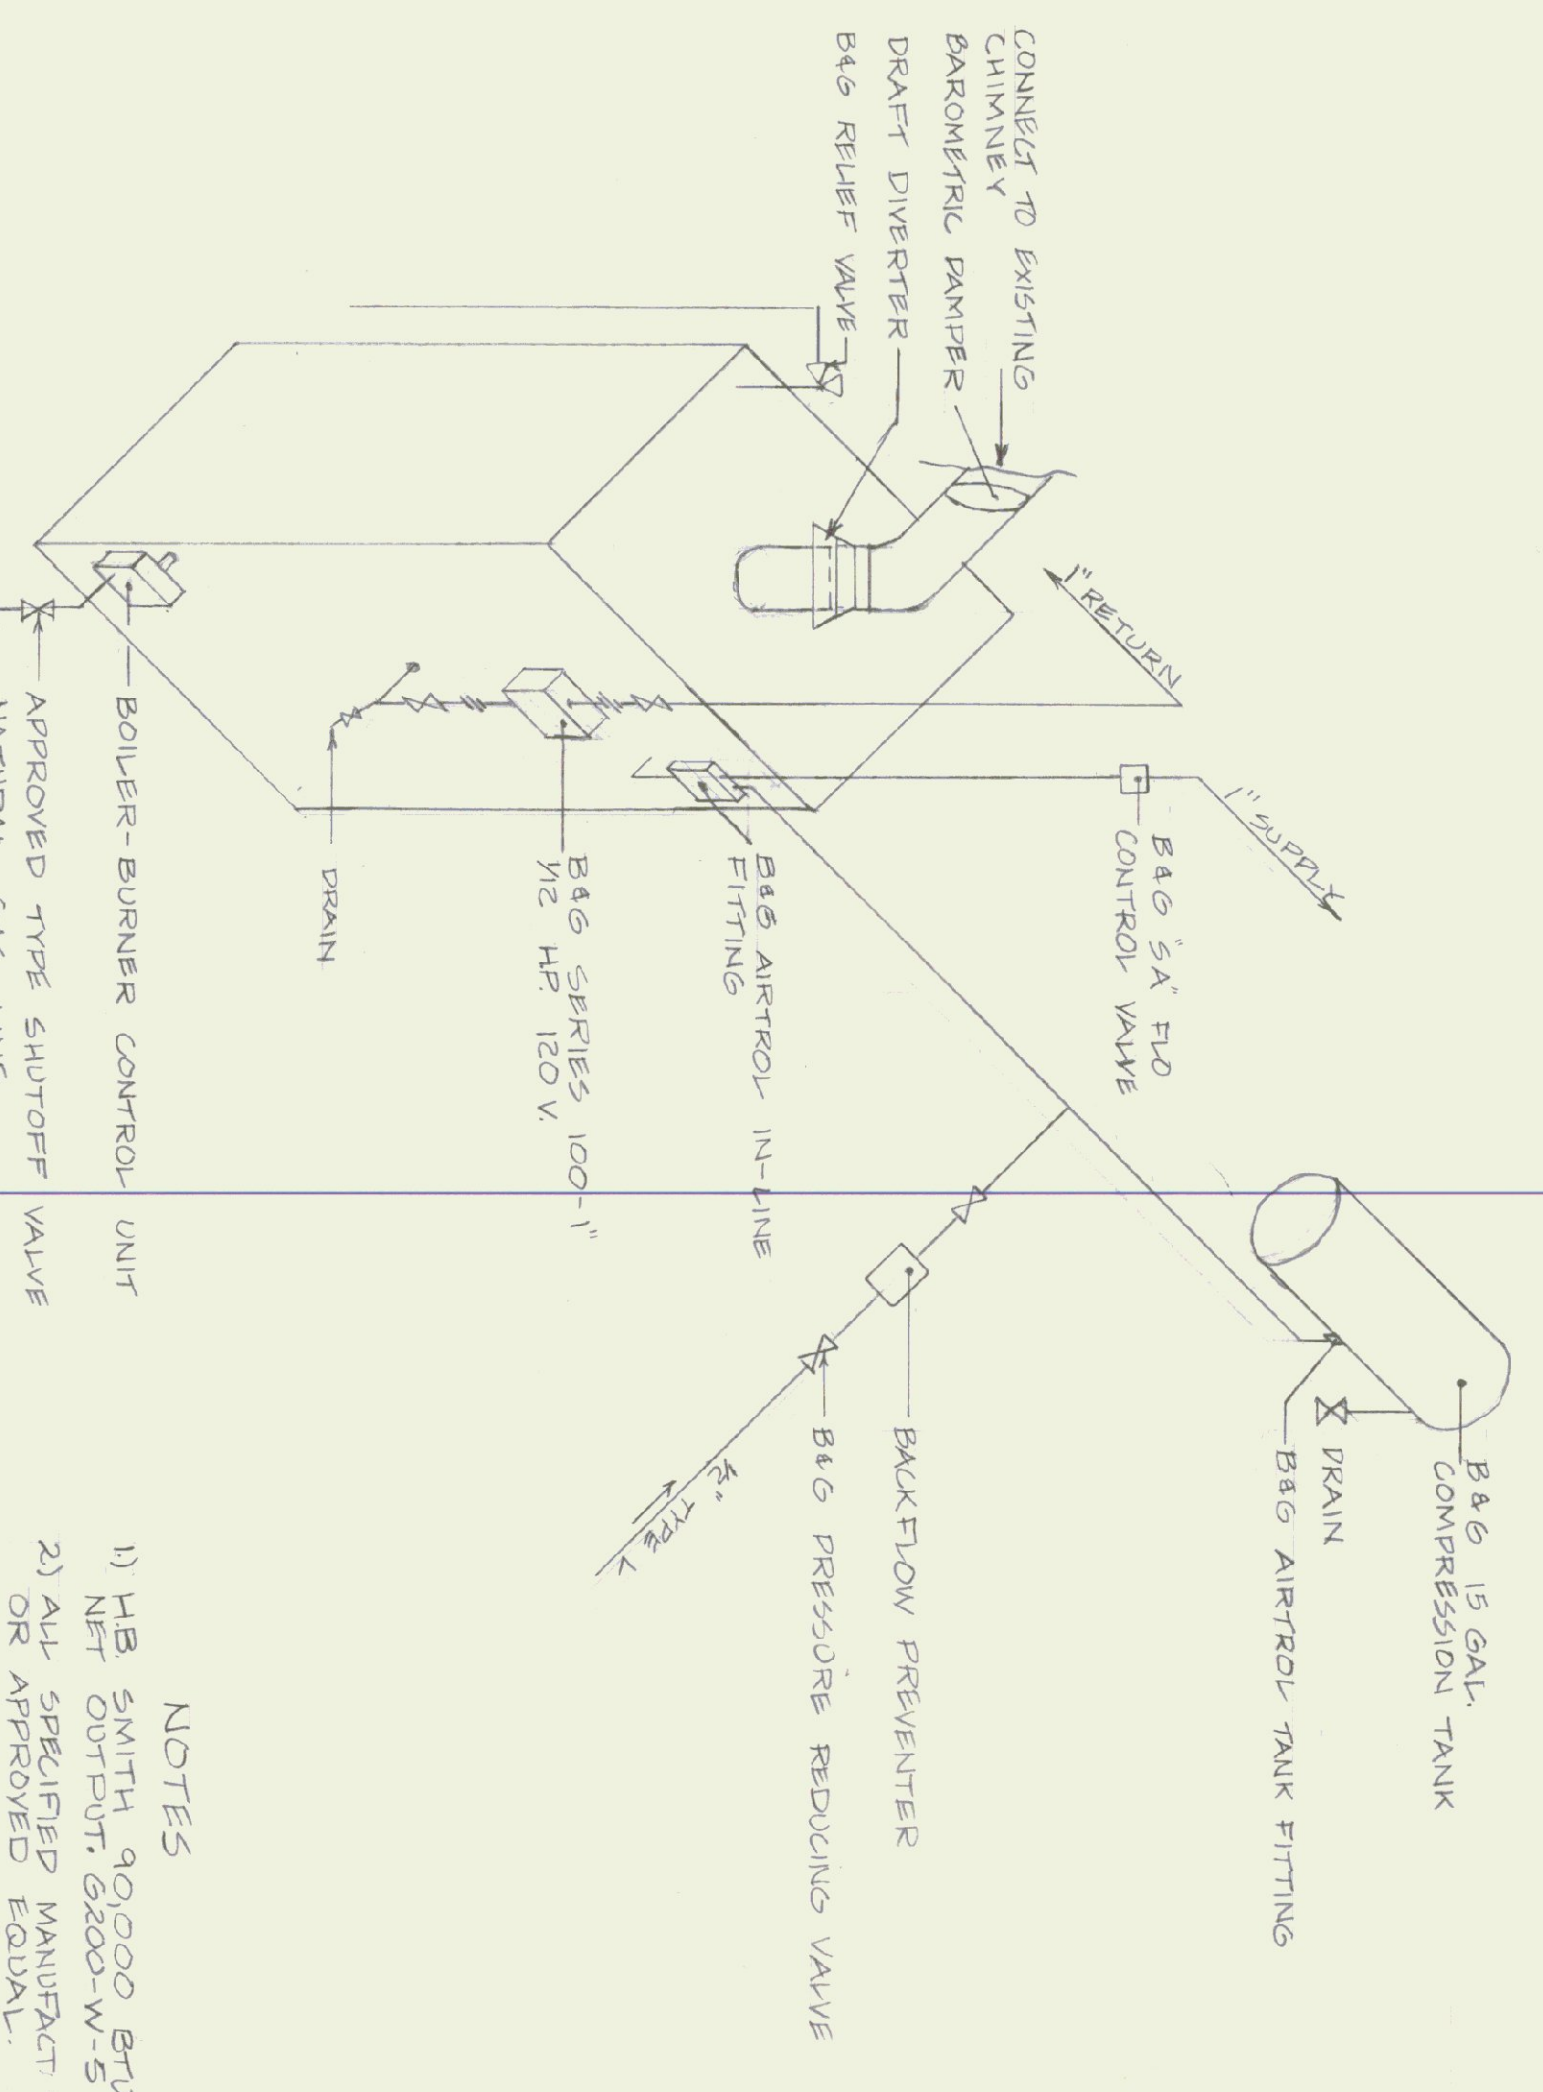 CONNECT TO EXISTING
CHIMNEY
BAROMETRIC DAMPER
DRAFT DIVERTER
B&G RELIEF VALVE
1" RETURN
1" SUPPLY
B&G "SA" FLO
CONTROL VALVE
B&G AIRTROL IN-LINE
FITTING
B&G SERIES 100-1"
1/12 H.P. 120 V.
DRAIN
BOILER-BURNER CONTROL UNIT
APPROVED TYPE SHUTOFF VALVE
B&G 15 GAL.
COMPRESSION TANK
DRAIN
B&G AIRTROL TANK FITTING
BACKFLOW PREVENTER
B&G PRESSURE REDUCING VALVE
TYPE L
NOTES
1.) H.B. SMITH 90,000 BTU
NET OUTPUT. G200-W-5
2.) ALL SPECIFIED MANUFACT
OR APPROVED EQUAL.